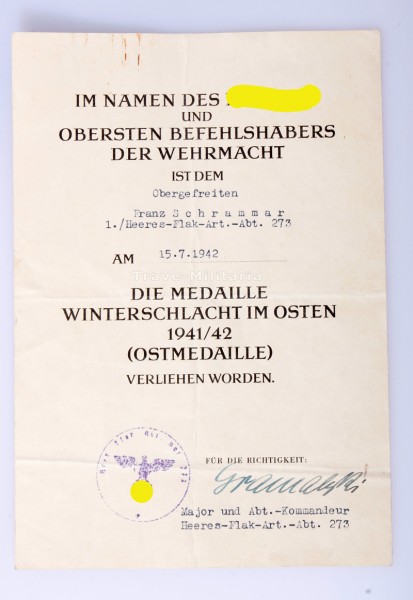 IM NAMEN DES
UND
OBERSTEN BEFEHLSHABERS
DER WEHRMACHT
IST DEM
Obergefreiten
Franz S c h r a m m a r
1./Heeres-Flak-Art.-Abt. 273
AM 15.7.1942
Trave-Militaria
DIE MEDAILLE
WINTERSCHLACHT IM OSTEN
1941/42
(OSTMEDAILLE)
VERLIEHEN WORDEN.
FÜR DIE RICHTIGKEIT:
Major und Abt.-Kommandeur
Heeres-Flak-Art.-Abt. 273